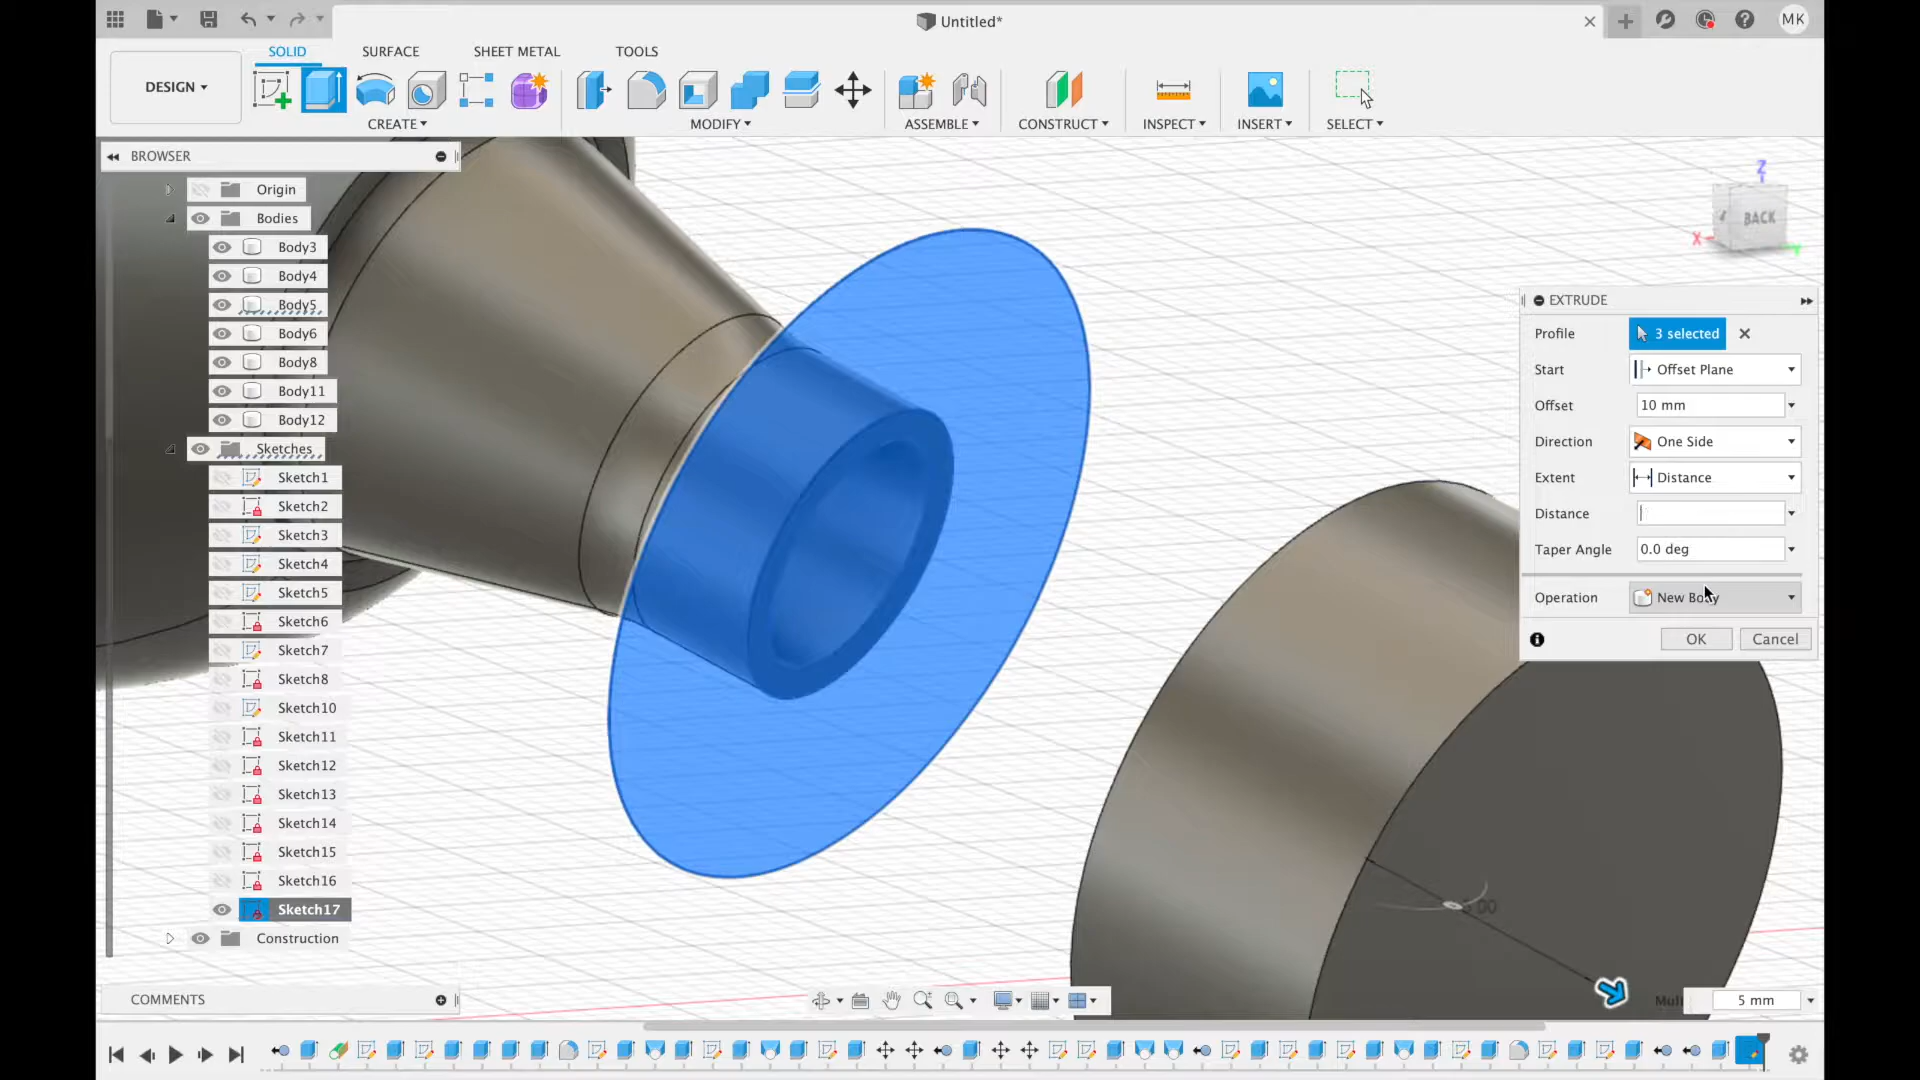 Untitled*
MK
DESIGN
SOLID
SURFACE
SHEET METAL
TOOLS
CREATE
MODIFY
ASSEMBLE
CONSTRUCT
INSPECT
INSERT
SELECT
BROWSER
Origin
Bodies
Body3
Body4
Body5
Body6
Body8
Body11
Body12
Sketches
Sketch1
Sketch2
Sketch3
Sketch4
Sketch5
Sketch6
Sketch7
Sketch8
Sketch10
Sketch11
Sketch12
Sketch13
Sketch14
Sketch15
Sketch16
Sketch17
Construction
COMMENTS
Z
BACK
X
EXTRUDE
Profile
3 selected
Start
Offset Plane
Offset
10 mm
Direction
One Side
Extent
Distance
Distance
Taper Angle
0.0 deg
Operation
New Body
OK
Cancel
5 mm